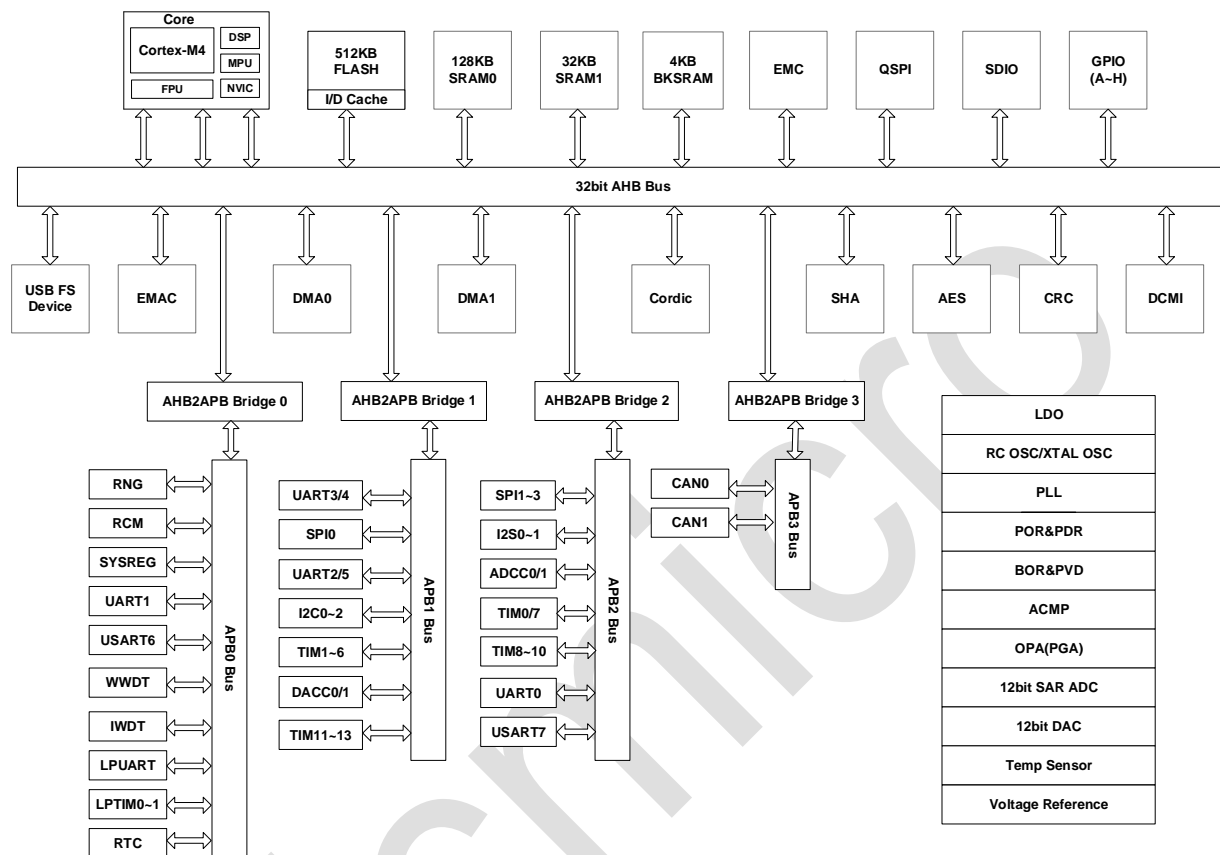 Core
Cortex-M4
DSP
MPU
FPU
NVIC
512KB
FLASH
I/D Cache
128KB
SRAM0
32KB
SRAM1
4KB
BKSRAM
EMC
QSPI
SDIO
GPIO
(A~H)
32bit AHB Bus
USB FS
Device
EMAC
DMA0
DMA1
Cordic
SHA
AES
CRC
DCMI
AHB2APB Bridge 0
AHB2APB Bridge 1
AHB2APB Bridge 2
AHB2APB Bridge 3
RNG
RCM
SYSREG
UART1
USART6
WWDT
IWDT
LPUART
LPTIM0~1
RTC
APB0 Bus
UART3/4
SPI0
UART2/5
I2C0~2
TIM1~6
DACC0/1
TIM11~13
APB1 Bus
SPI1~3
I2S0~1
ADCC0/1
TIM0/7
TIM8~10
UART0
USART7
APB2 Bus
CAN0
CAN1
APB3 Bus
LDO
RC OSC/XTAL OSC
PLL
POR&PDR
BOR&PVD
ACMP
OPA(PGA)
12bit SAR ADC
12bit DAC
Temp Sensor
Voltage Reference